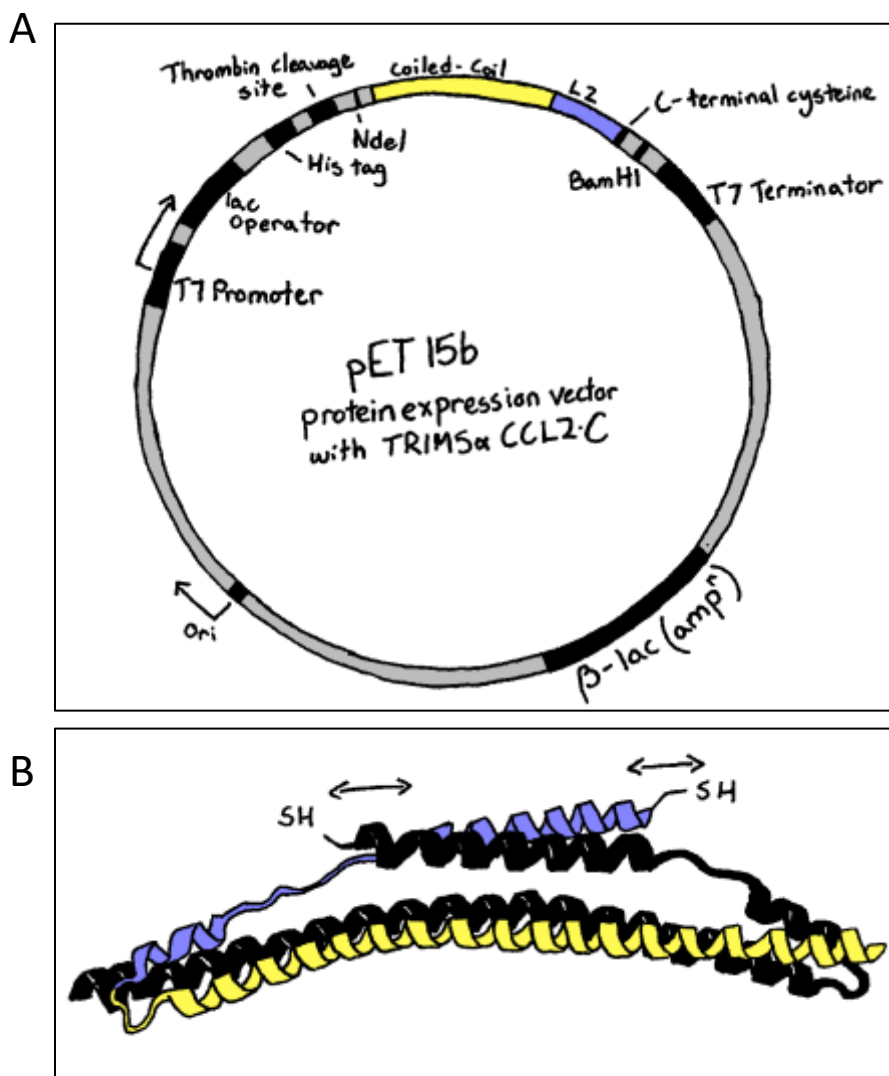 A
Thrombin cleavage
site
Coiled-Coil
L2
C-terminal cysteine
NdeI
His tag
BamHI
T7 Terminator
lac
operator
T7 Promoter
pET 15b
protein expression vector
with TRIM5α CCL2-C
Ori
β-lac (ampʳ)
B
SH
SH